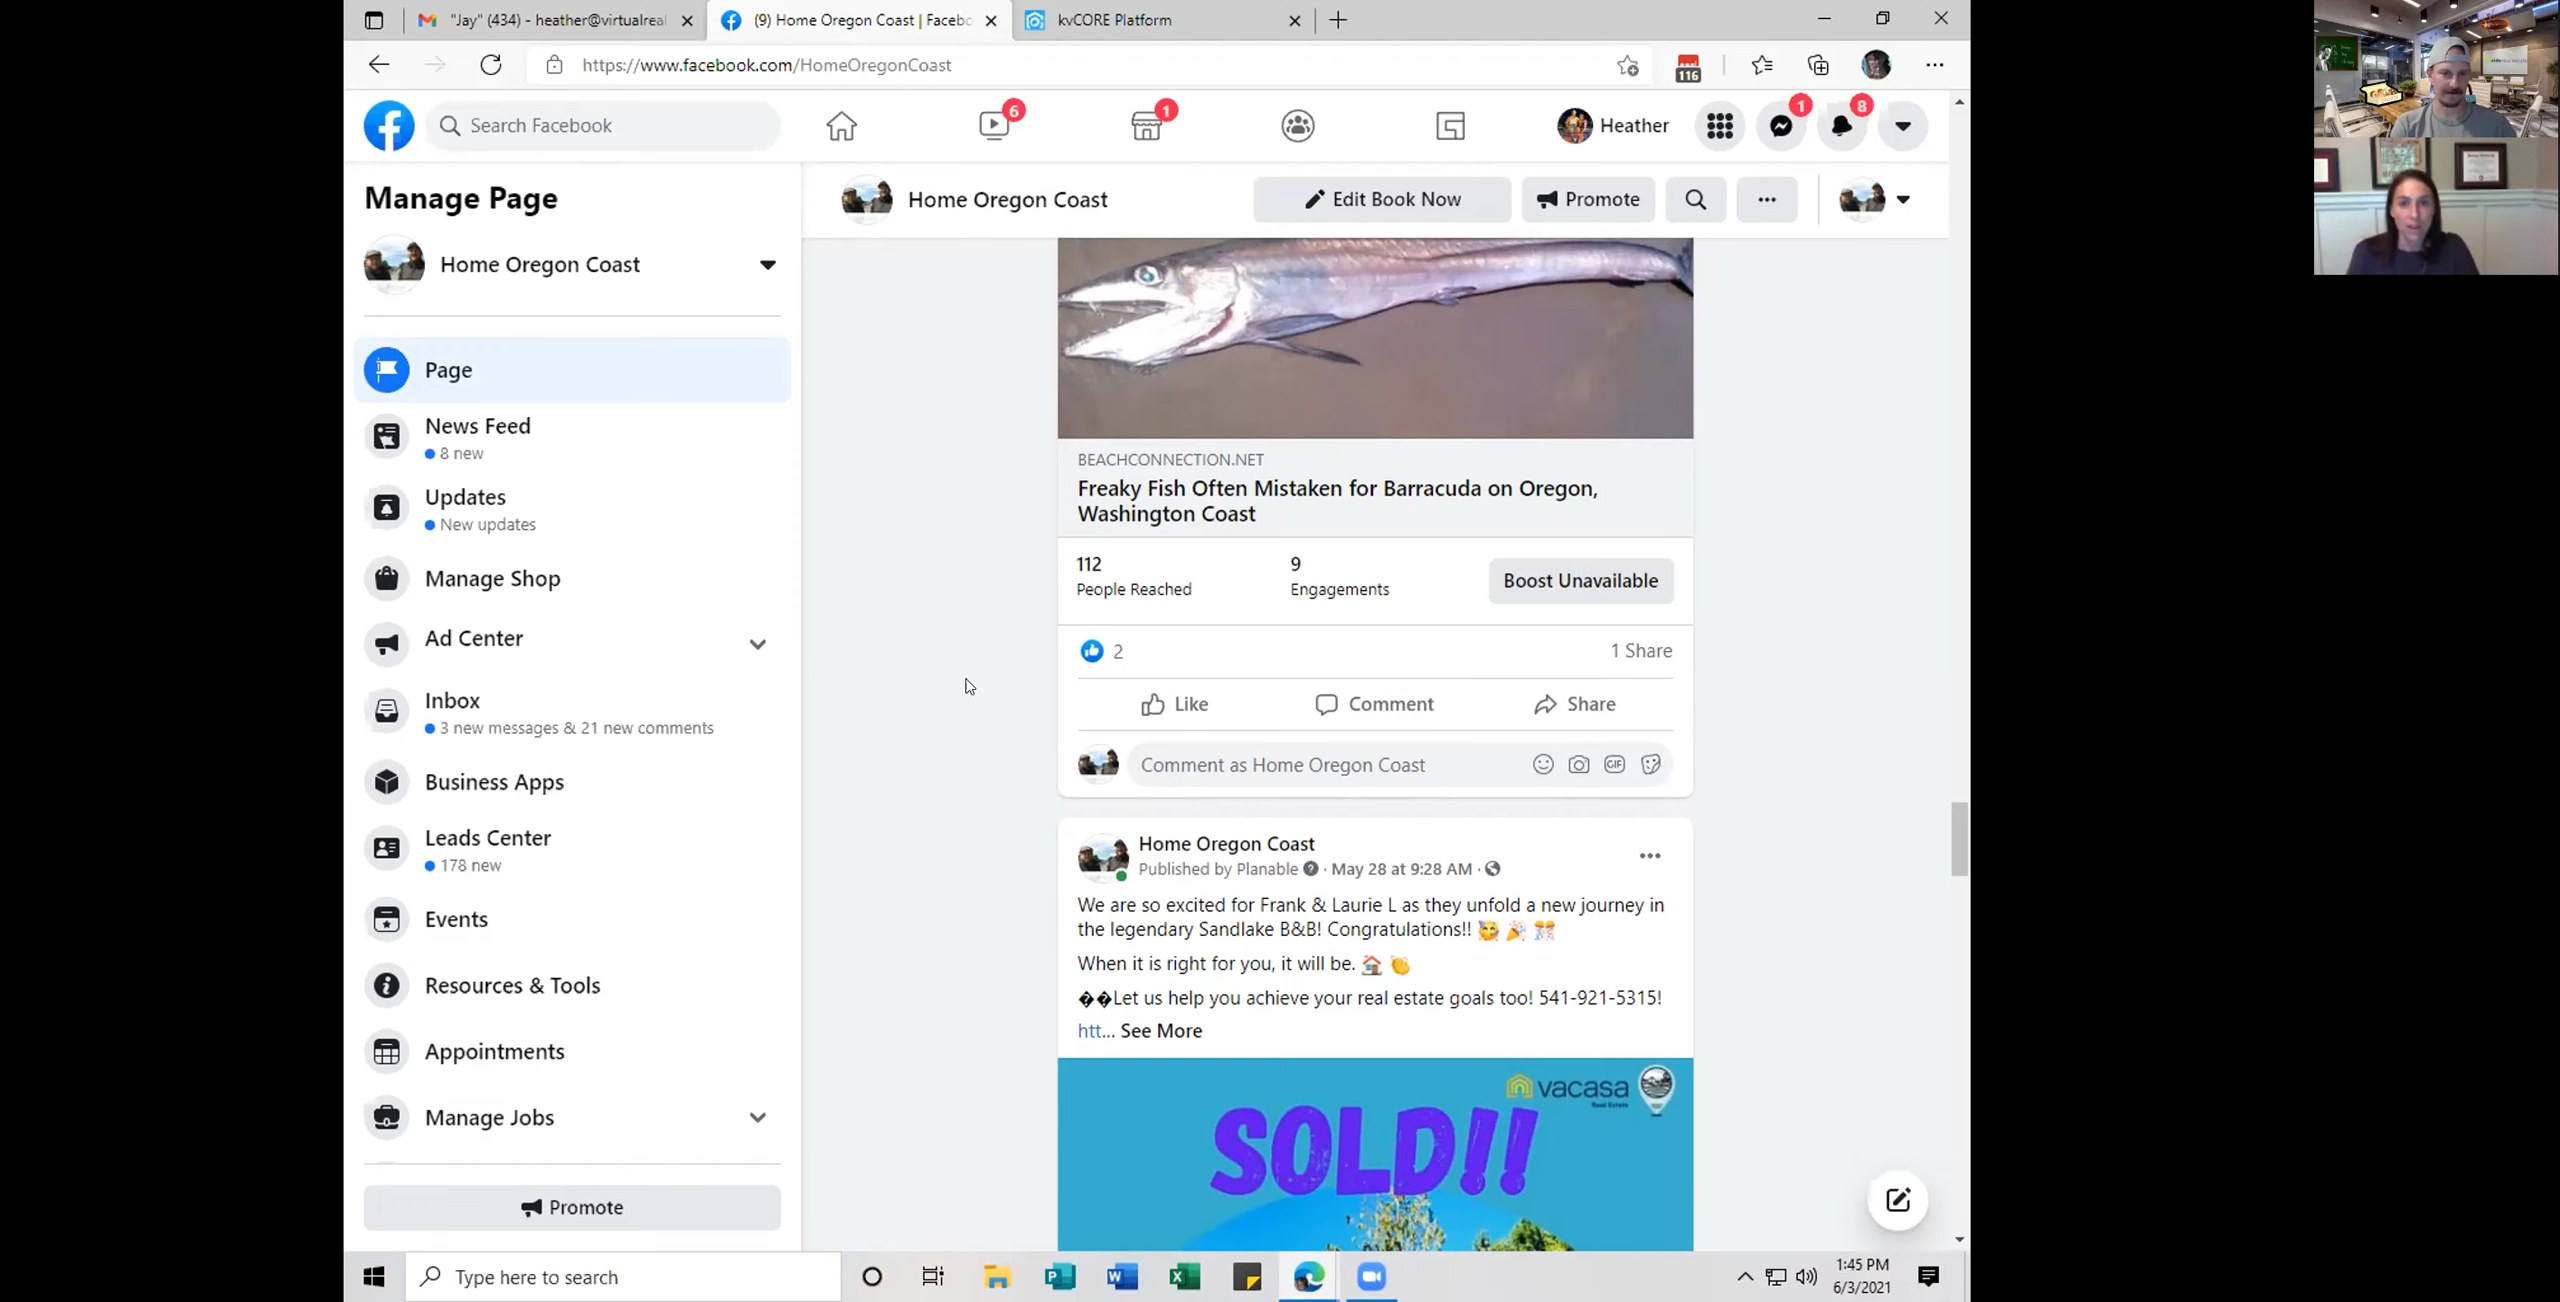 "Jay" (434) - heather@virtualreal
(9) Home Oregon Coast | Facebo
kvCORE Platform
https://www.facebook.com/HomeOregonCoast
116
Search Facebook
6
1
Heather
1
8
Manage Page
Home Oregon Coast
Edit Book Now
Promote
Home Oregon Coast
Page
News Feed
8 new
Updates
New updates
Manage Shop
Ad Center
Inbox
3 new messages & 21 new comments
Business Apps
Leads Center
178 new
Events
Resources & Tools
Appointments
Manage Jobs
Promote
BEACHCONNECTION.NET
Freaky Fish Often Mistaken for Barracuda on Oregon,
Washington Coast
112
People Reached
9
Engagements
Boost Unavailable
2
1 Share
Like
Comment
Share
Comment as Home Oregon Coast
GIF
Home Oregon Coast
Published by Planable · May 28 at 9:28 AM ·
We are so excited for Frank & Laurie L as they unfold a new journey in
the legendary Sandlake B&B! Congratulations!! 🥳 🎉 🎊
When it is right for you, it will be. 🏠 👏
��Let us help you achieve your real estate goals too! 541-921-5315!
htt... See More
vacasa
Real Estate
SOLD!!
Type here to search
1:45 PM
6/3/2021